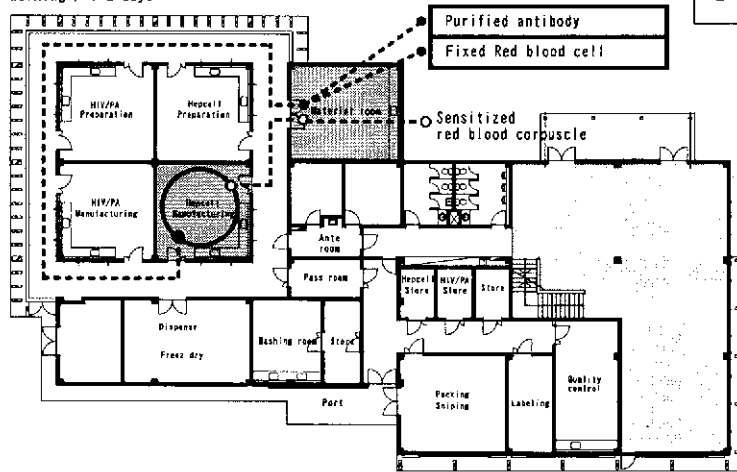 Purified antibody
Fixed Red blood cell
HIV/PA
Preparation
Hepcell
Preparation
Material room
Sensitized
red blood corpuscle
HIV/PA
Manufacturing
Hepcell
Manufacturing
Ante
room
Pass room
Hepcell
Store
HIV/PA
Store
Store
Dispense
Freeze dry
Washing room
Store
Port
Packing
Sniping
Labeling
Quality
control